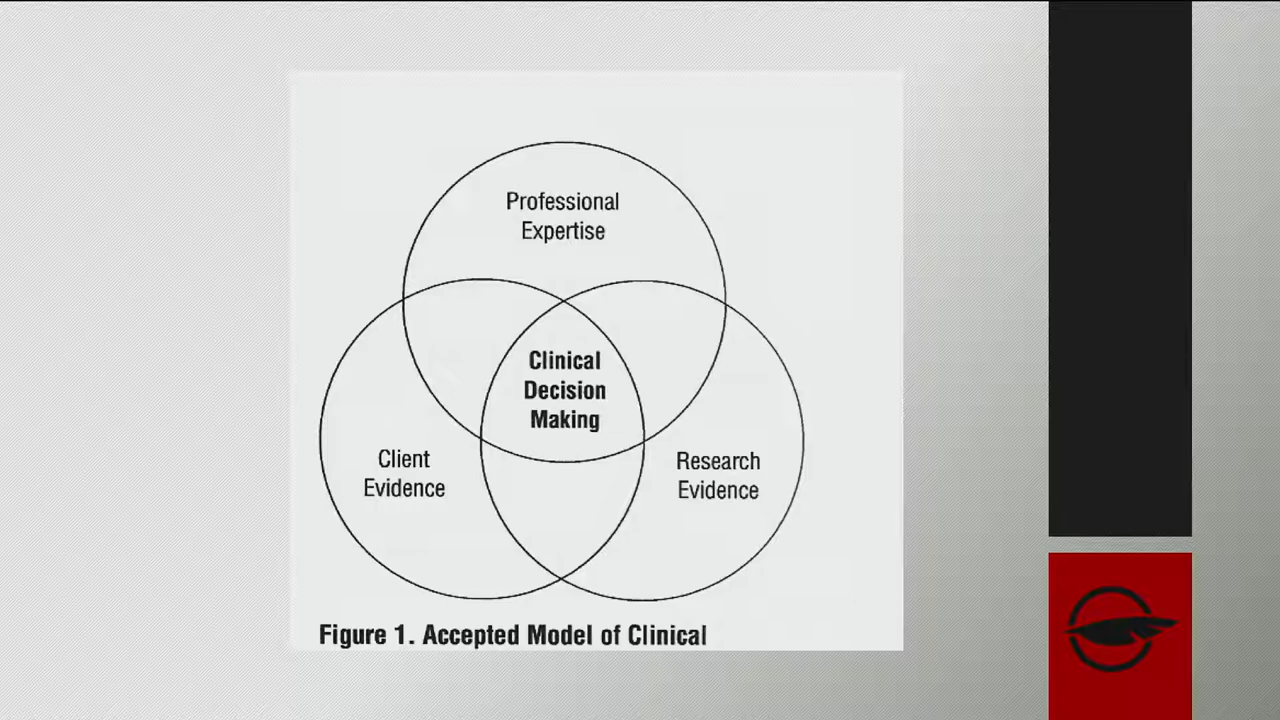 Professional
Expertise
Clinical
Decision
Making
Client
Evidence
Research
Evidence
Figure 1. Accepted Model of Clinical